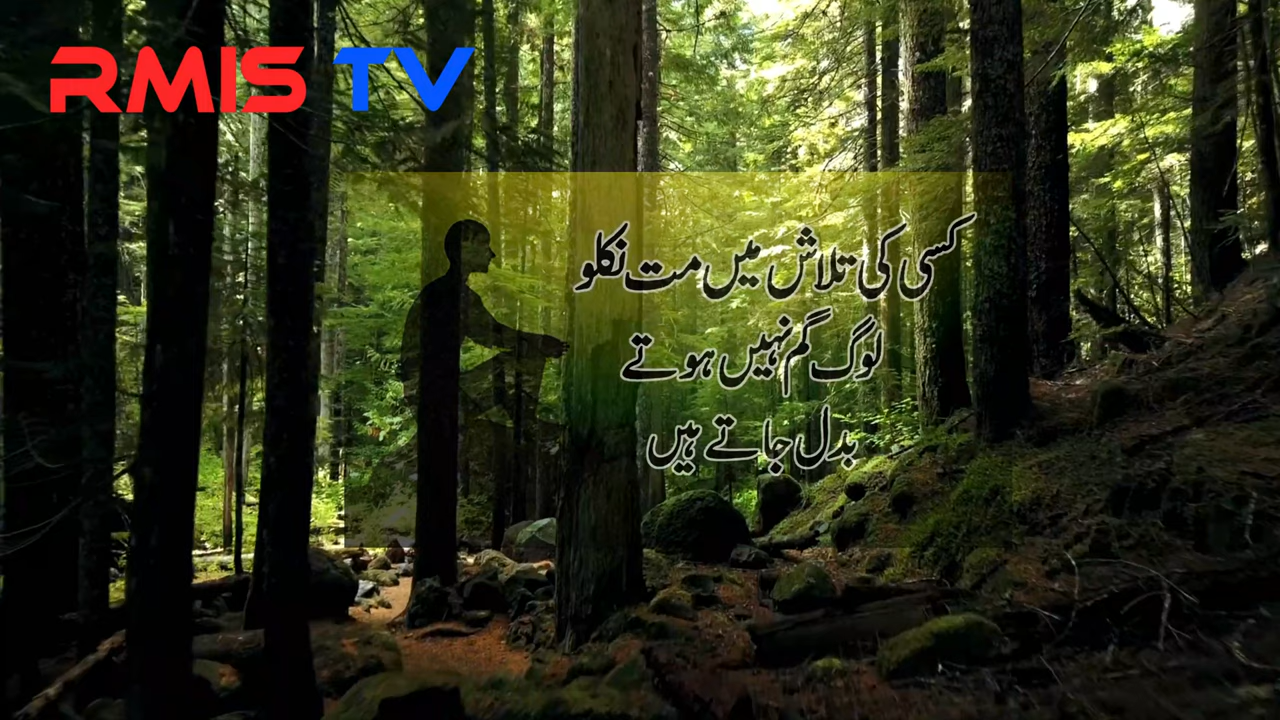 RMIS TV
کسی کی تلاش میں مت نکلو
لوگ گم نہیں ہوتے
بدل جاتے ہیں